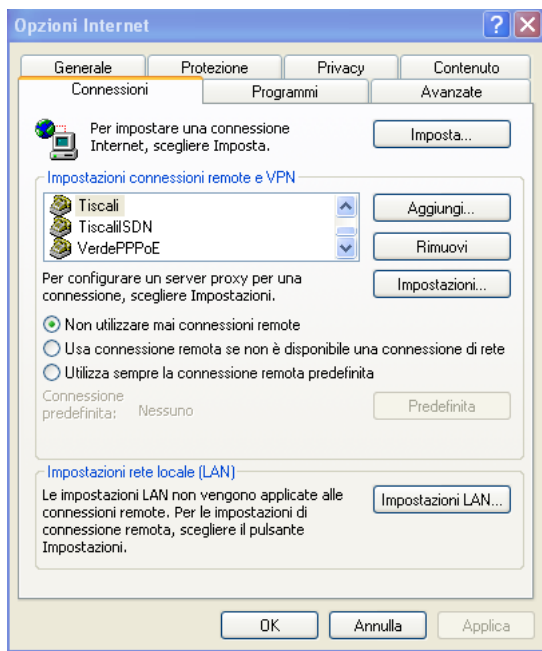 Opzioni Internet
Generale
Protezione
Privacy
Contenuto
Connessioni
Programmi
Avanzate
Per impostare una connessione
Internet, scegliere Imposta.
Imposta...
Impostazioni connessioni remote e VPN
Tiscali
TiscaliISDN
VerdePPPoE
Aggiungi...
Rimuovi
Per configurare un server proxy per una
connessione, scegliere Impostazioni.
Impostazioni...
Non utilizzare mai connessioni remote
Usa connessione remota se non è disponibile una connessione di rete
Utilizza sempre la connessione remota predefinita
Connessione
predefinita:
Nessuno
Predefinita
Impostazioni rete locale (LAN)
Le impostazioni LAN non vengono applicate alle
connessioni remote. Per le impostazioni di
connessione remota, scegliere il pulsante
Impostazioni.
Impostazioni LAN...
OK
Annulla
Applica